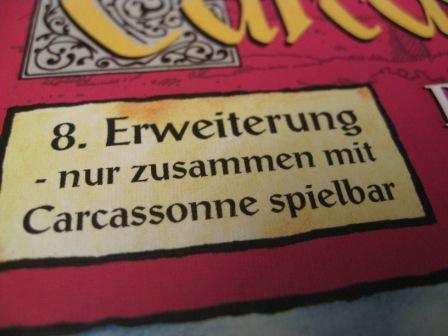 8. Erweiterung
- nur zusammen mit
Carcassonne spielbar